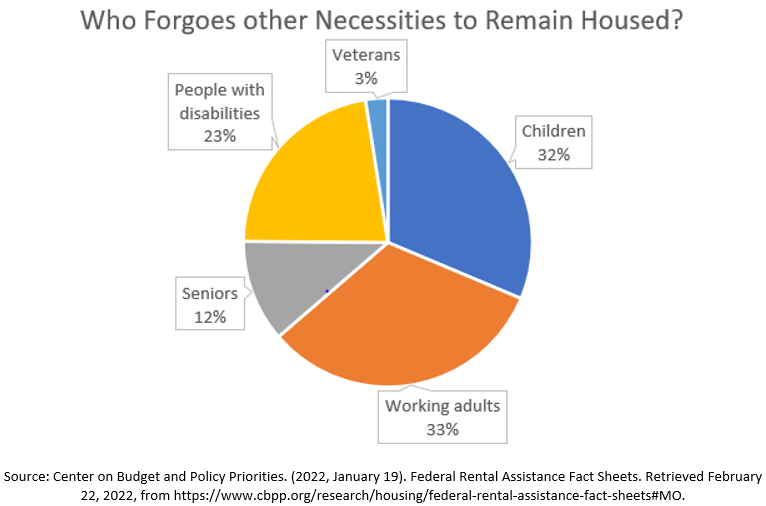 Who Forgoes other Necessities to Remain Housed?
Veterans
3%
People with
disabilities
23%
Children
32%
Seniors
12%
Working adults
33%
Source: Center on Budget and Policy Priorities. (2022, January 19). Federal Rental Assistance Fact Sheets. Retrieved February
22, 2022, from https://www.cbpp.org/research/housing/federal-rental-assistance-fact-sheets#MO.